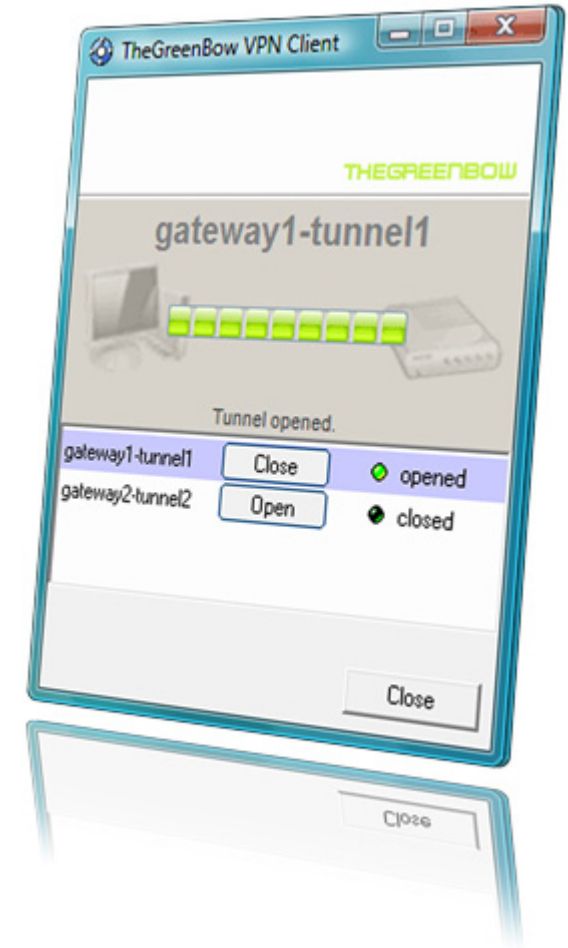 TheGreenBow VPN Client
THEGREENBOW
gateway1-tunnel1
Tunnel opened.
gateway1-tunnel1 Close opened
gateway2-tunnel2 Open closed
Close
Close